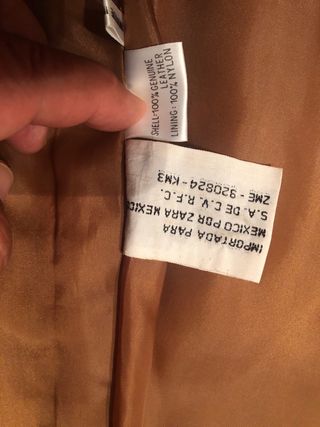 SHELL:100% GENUINE
LEATHER
LINING: 100% NYLON
IMPORTADA PARA
MEXICO POR ZARA MEXICO
S.A. DE C.V. R.F.C.
ZME - 920824-KM3